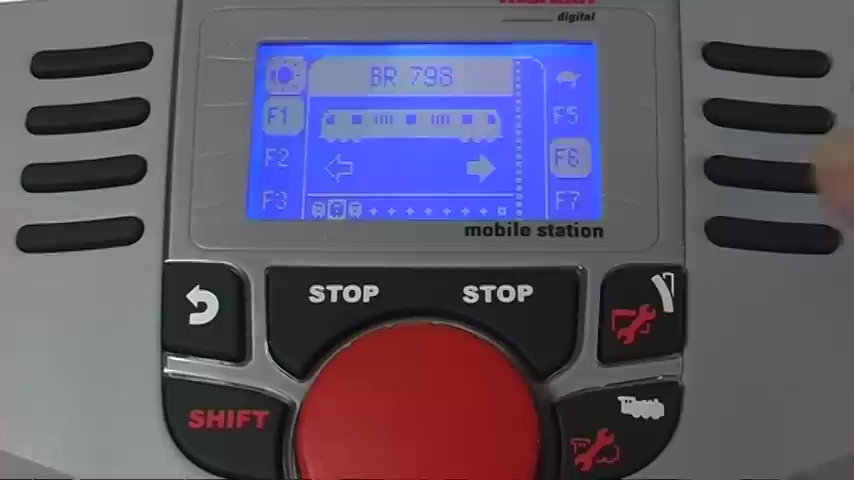 digital
BR 798
F1
F5
F2
F6
F3
F7
mobile station
STOP STOP
SHIFT